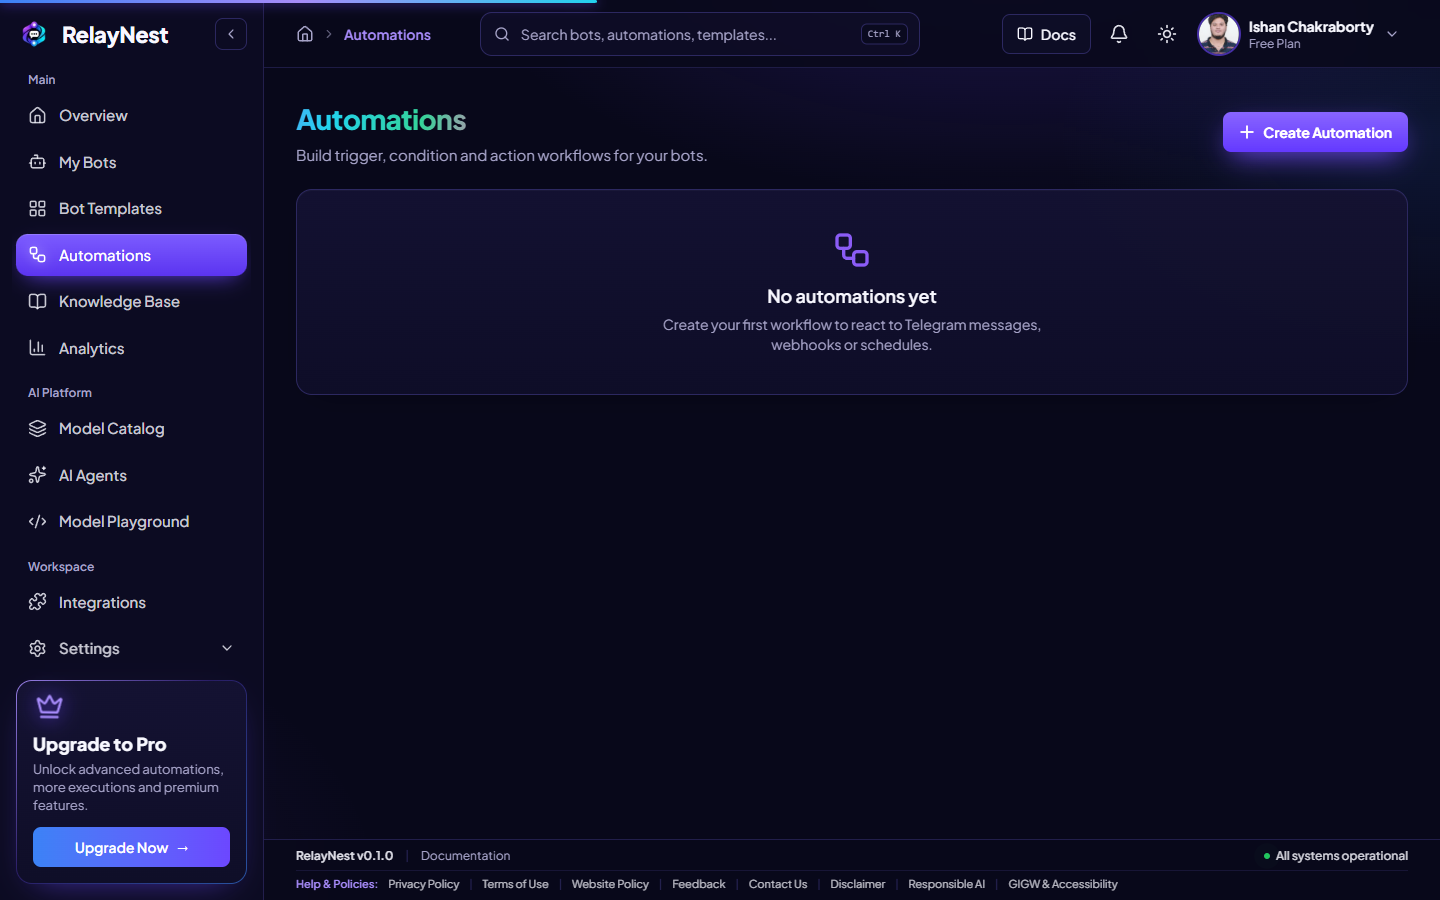 RelayNest
Main
Overview
My Bots
Bot Templates
Automations
Knowledge Base
Analytics
AI Platform
Model Catalog
AI Agents
Model Playground
Workspace
Integrations
Settings
Upgrade to Pro
Unlock advanced automations,
more executions and premium
features.
Upgrade Now →
Automations
Search bots, automations, templates...
Ctrl K
Docs
Ishan Chakraborty
Free Plan
Automations
Build trigger, condition and action workflows for your bots.
Create Automation
No automations yet
Create your first workflow to react to Telegram messages,
webhooks or schedules.
RelayNest v0.1.0 | Documentation
All systems operational
Help & Policies: Privacy Policy | Terms of Use | Website Policy | Feedback | Contact Us | Disclaimer | Responsible AI | GIGW & Accessibility